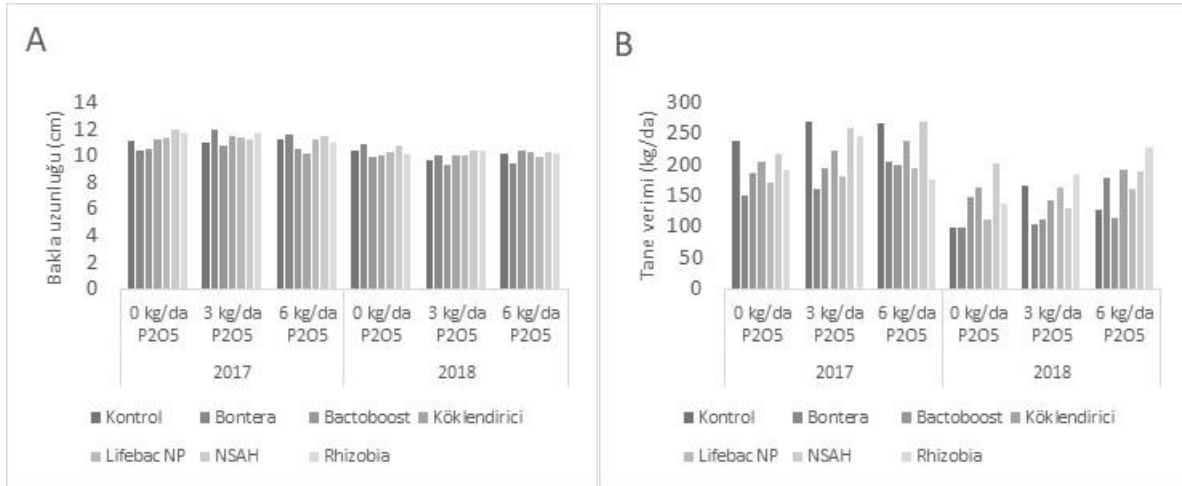 A
Bakla uzunluğu (cm)
14
12
10
8
6
4
2
0
0 kg/da 3 kg/da 6 kg/da 0 kg/da 3 kg/da 6 kg/da
P2O5 P2O5 P2O5 P2O5 P2O5 P2O5
2017 2018
Kontrol Bontera Bactoboost Köklendirici
Lifebac NP NSAH Rhizobia
B
Tane verimi (kg/da)
300
250
200
150
100
50
0
0 kg/da 3 kg/da 6 kg/da 0 kg/da 3 kg/da 6 kg/da
P2O5 P2O5 P2O5 P2O5 P2O5 P2O5
2017 2018
Kontrol Bontera Bactoboost Köklendirici
Lifebac NP NSAH Rhizobia